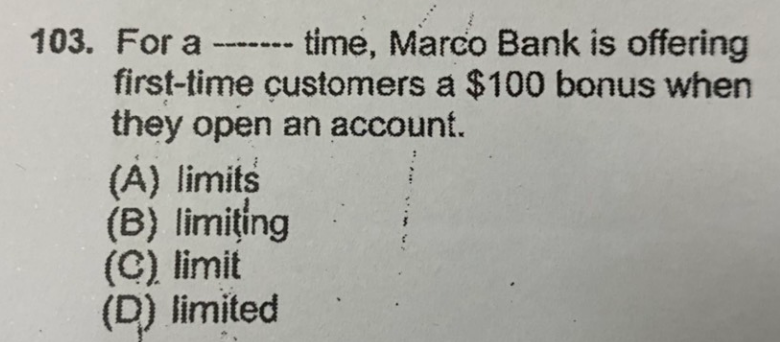 103. For a ------- time, Marco Bank is offering
first-time customers a $100 bonus when
they open an account.
(A) limits
(B) limiting
(C) limit
(D) limited